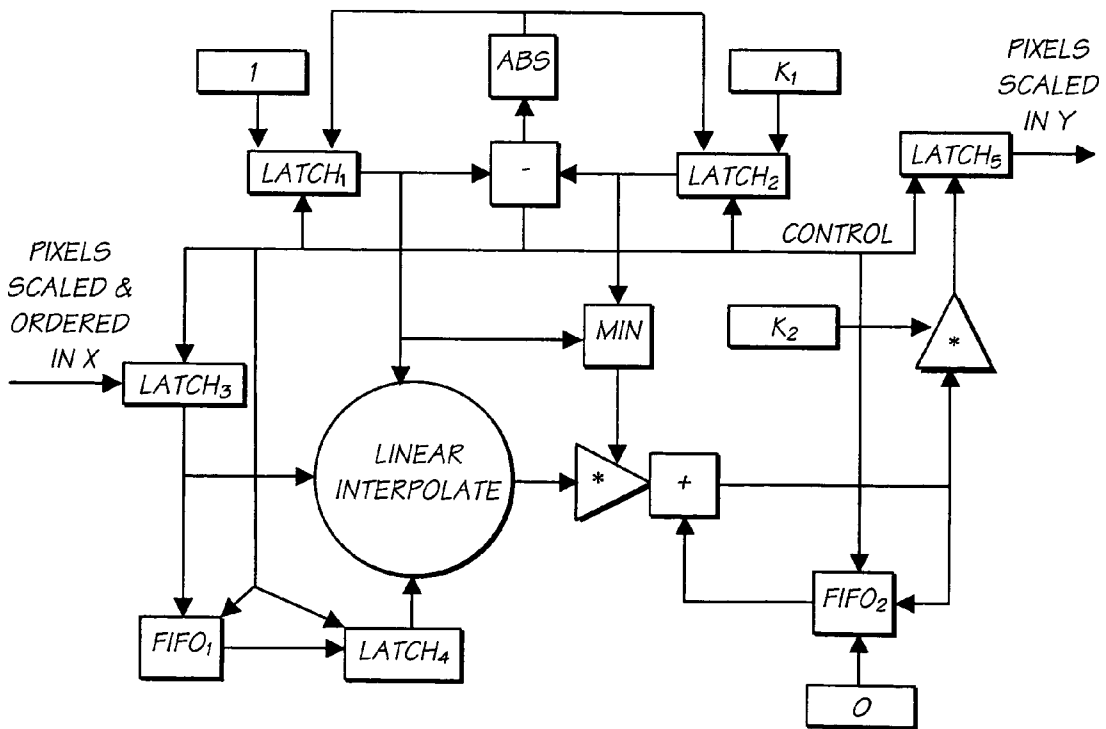 ABS
1
K₁
PIXELS
SCALED
IN Y
LATCH₁
-
LATCH₂
LATCH₅
CONTROL
PIXELS
SCALED &
ORDERED
IN X
MIN
K₂
*
LATCH₃
LINEAR
INTERPOLATE
*
+
FIFO₁
LATCH₄
FIFO₂
0